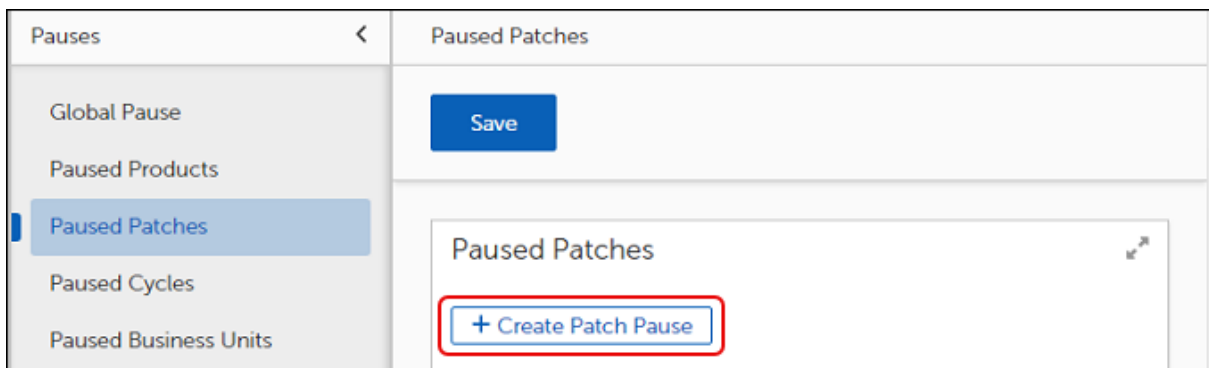 Pauses
Global Pause
Paused Products
Paused Patches
Paused Cycles
Paused Business Units
Paused Patches
Save
Paused Patches
+ Create Patch Pause